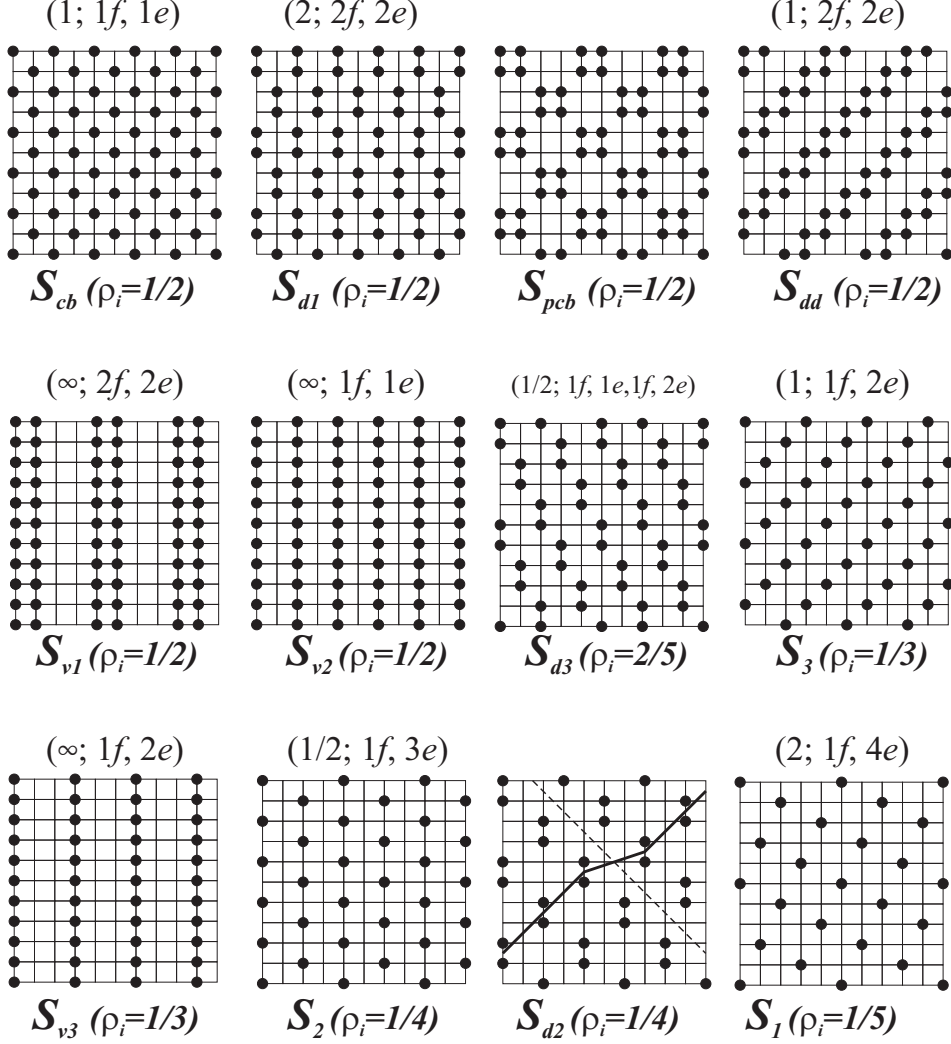 (1; 1f, 1e) (2; 2f, 2e) (1; 2f, 2e)
S_cb (ρ_i=1/2) S_d1 (ρ_i=1/2) S_pcb (ρ_i=1/2) S_dd (ρ_i=1/2)
(∞; 2f, 2e) (∞; 1f, 1e) (1/2; 1f, 1e,1f, 2e) (1; 1f, 2e)
S_v1 (ρ_i=1/2) S_v2 (ρ_i=1/2) S_d3 (ρ_i=2/5) S_3 (ρ_i=1/3)
(∞; 1f, 2e) (1/2; 1f, 3e) (2; 1f, 4e)
S_v3 (ρ_i=1/3) S_2 (ρ_i=1/4) S_d2 (ρ_i=1/4) S_1 (ρ_i=1/5)